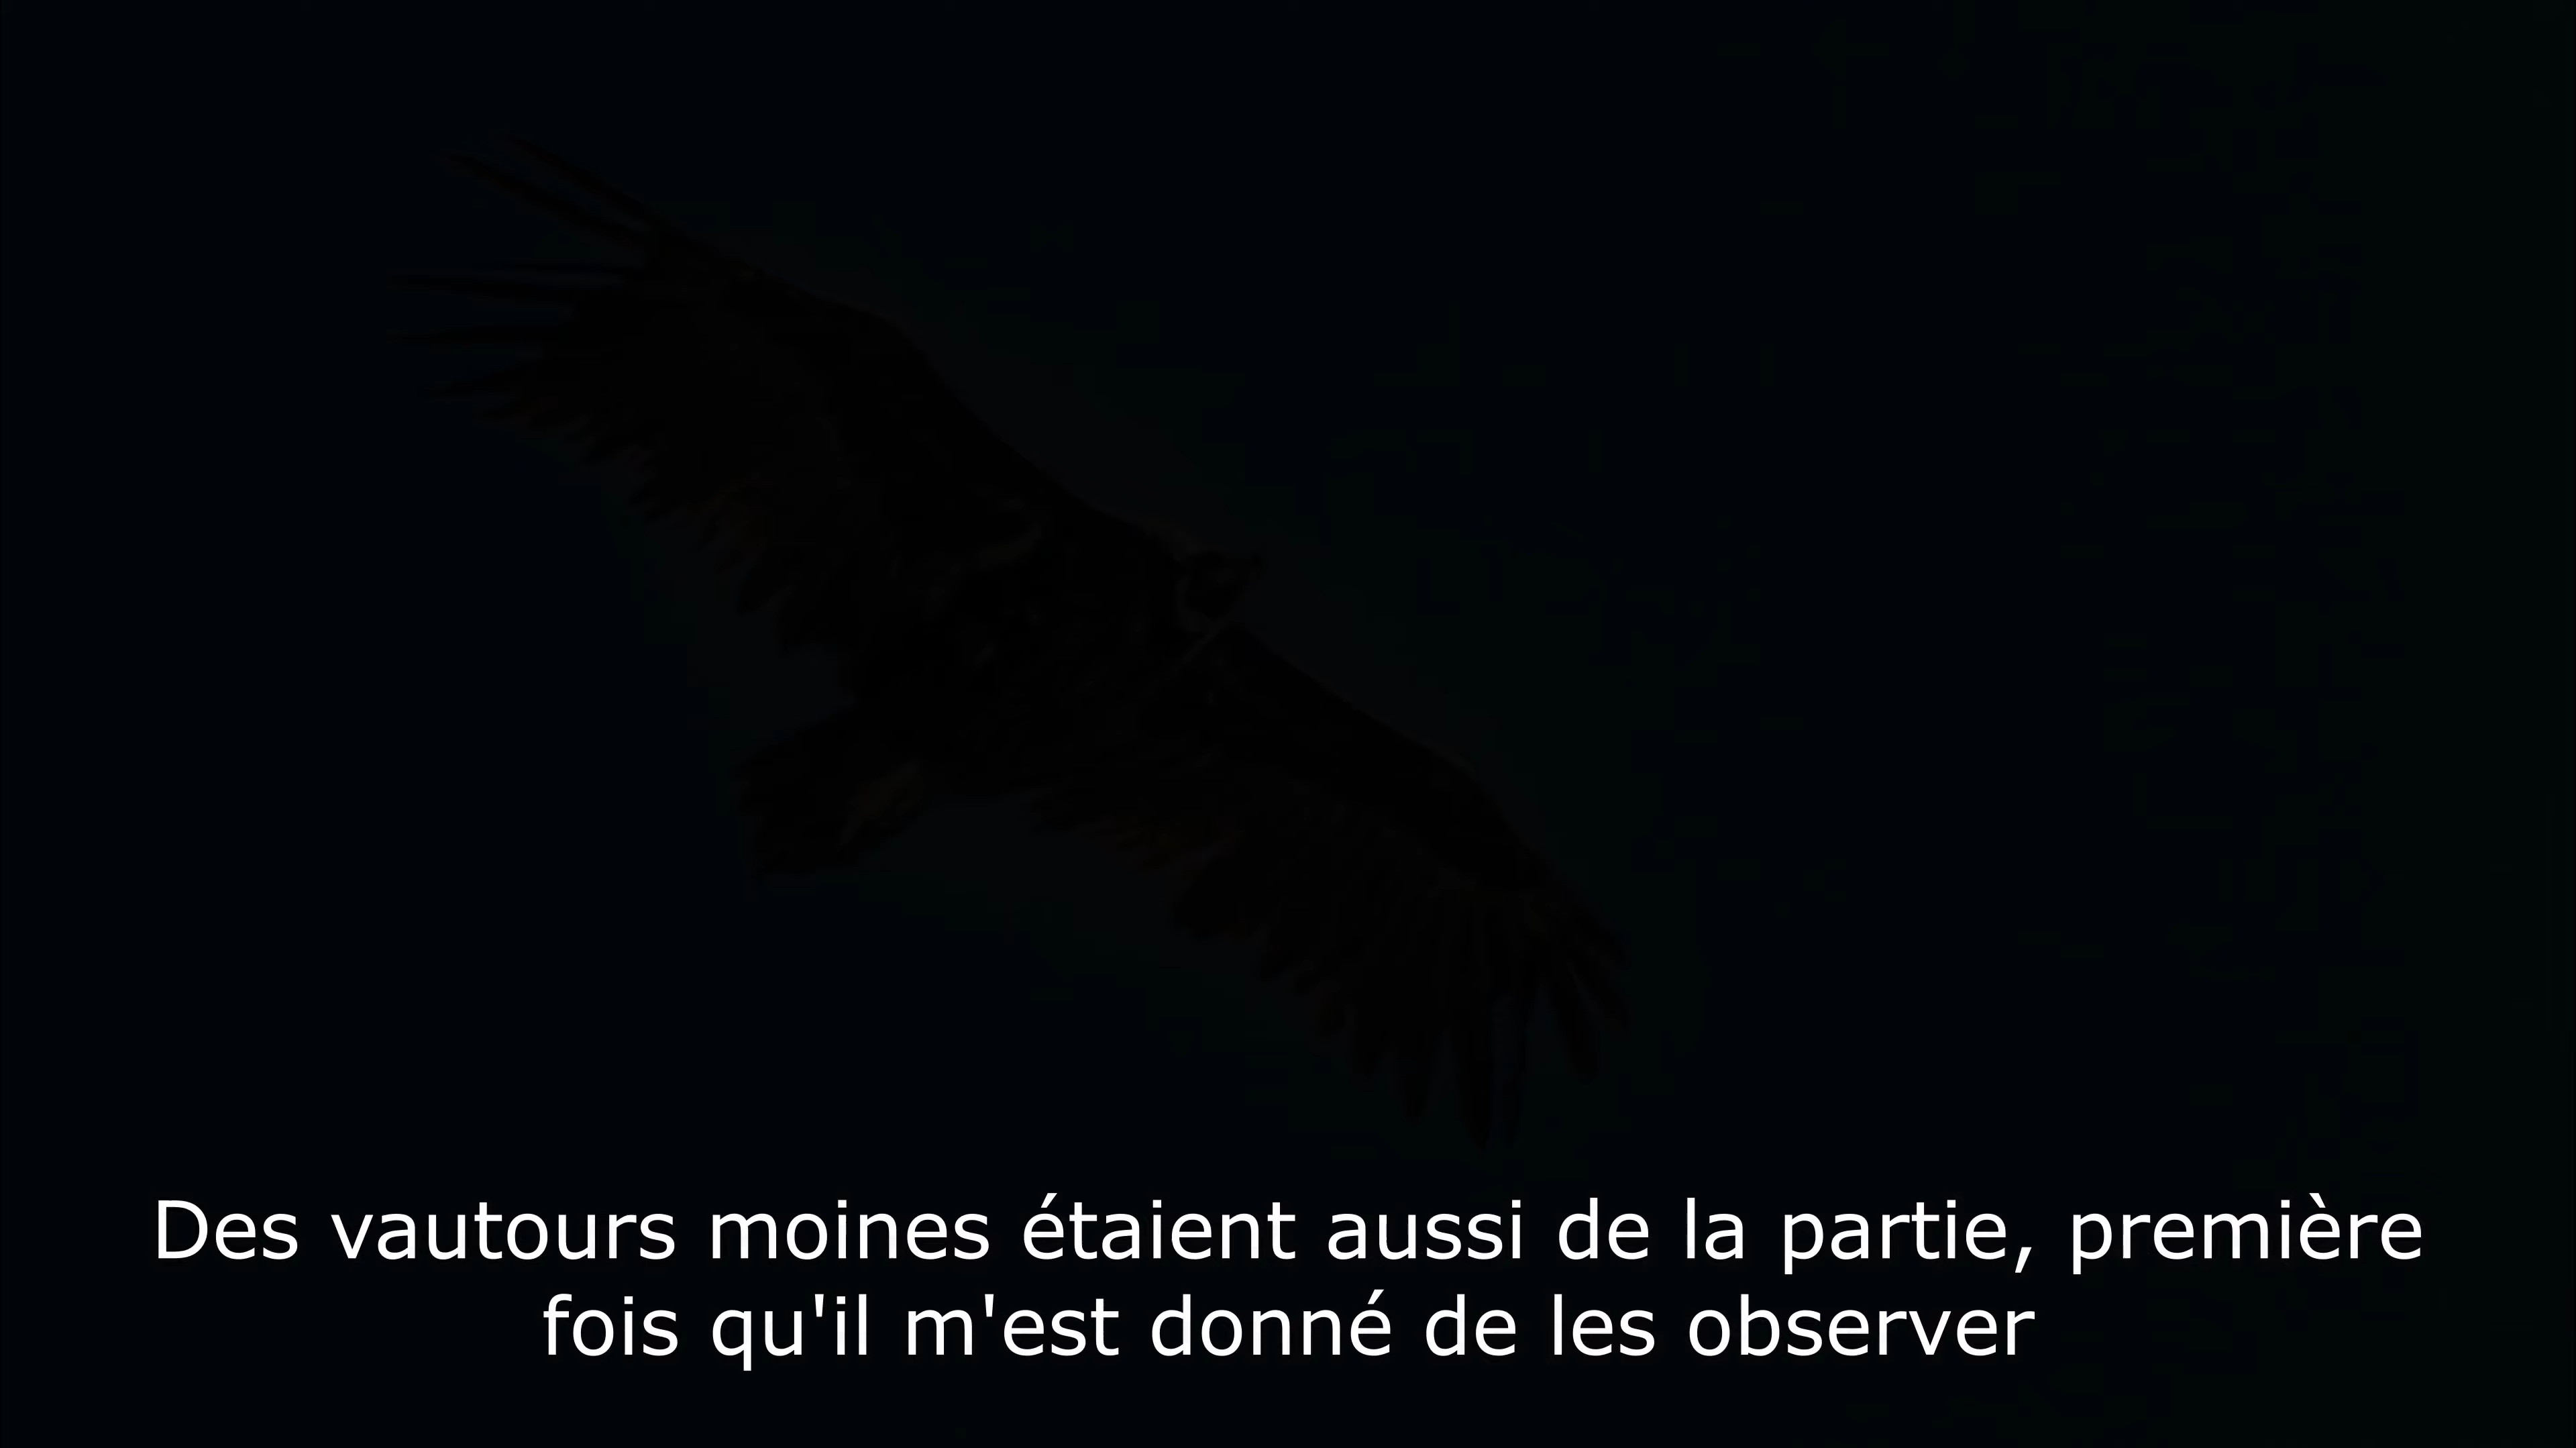 Des vautours moines étaient aussi de la partie, première
fois qu'il m'est donné de les observer